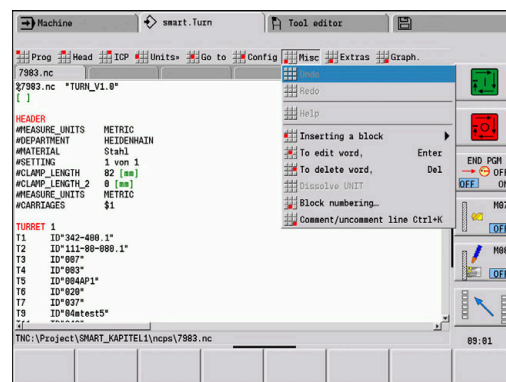 Machine smart.Turn Tool editor
Prog Head ICP Units» Go to Config Misc Extras Graph.
7983.nc
%7983.nc "TURN_V1.0"
[ ]
HEADER
#MEASURE_UNITS METRIC
#DEPARTMENT HEIDENHAIN
#MATERIAL Stahl
#SETTING 1 von 1
#CLAMP_LENGTH 82 [mm]
#CLAMP_LENGTH_2 0 [mm]
#MEASURE_UNITS METRIC
#CARRIAGES $1
TURRET 1
T1 ID"342-400.1"
T2 ID"111-80-080.1"
T3 ID"007"
T4 ID"003"
T5 ID"004AP1"
T6 ID"020"
T7 ID"037"
T9 ID"04mtest5"
Undo
Redo
Help
Inserting a block
To edit word, Enter
To delete word, Del
Dissolve UNIT
Block numbering…
Comment/uncomment line Ctrl+K
END PGM
OFF
OFF ON
M07
OFF
OFF
TNC:\Project\SMART_KAPITEL1\ncps\7983.nc
09:01